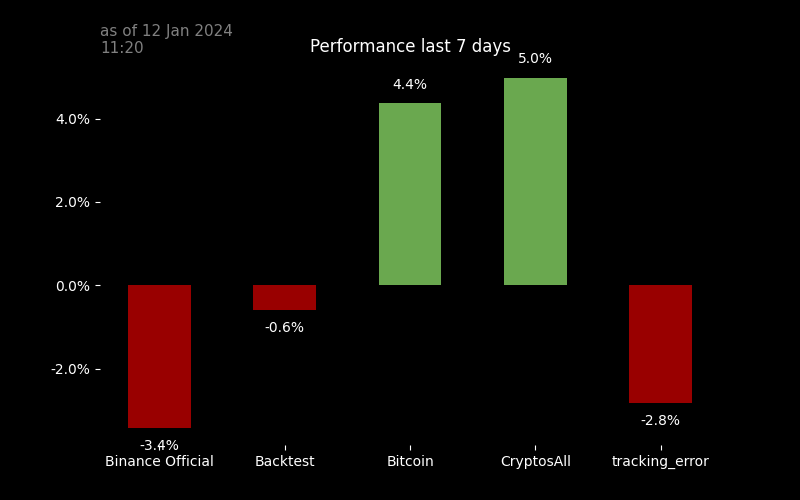 as of 12 Jan 2024
11:20
Performance last 7 days
5.0%
4.4%
4.0%
2.0%
0.0%
-0.6%
-2.0%
-2.8%
-3.4%
Binance Official
Backtest
Bitcoin
CryptosAll
tracking_error